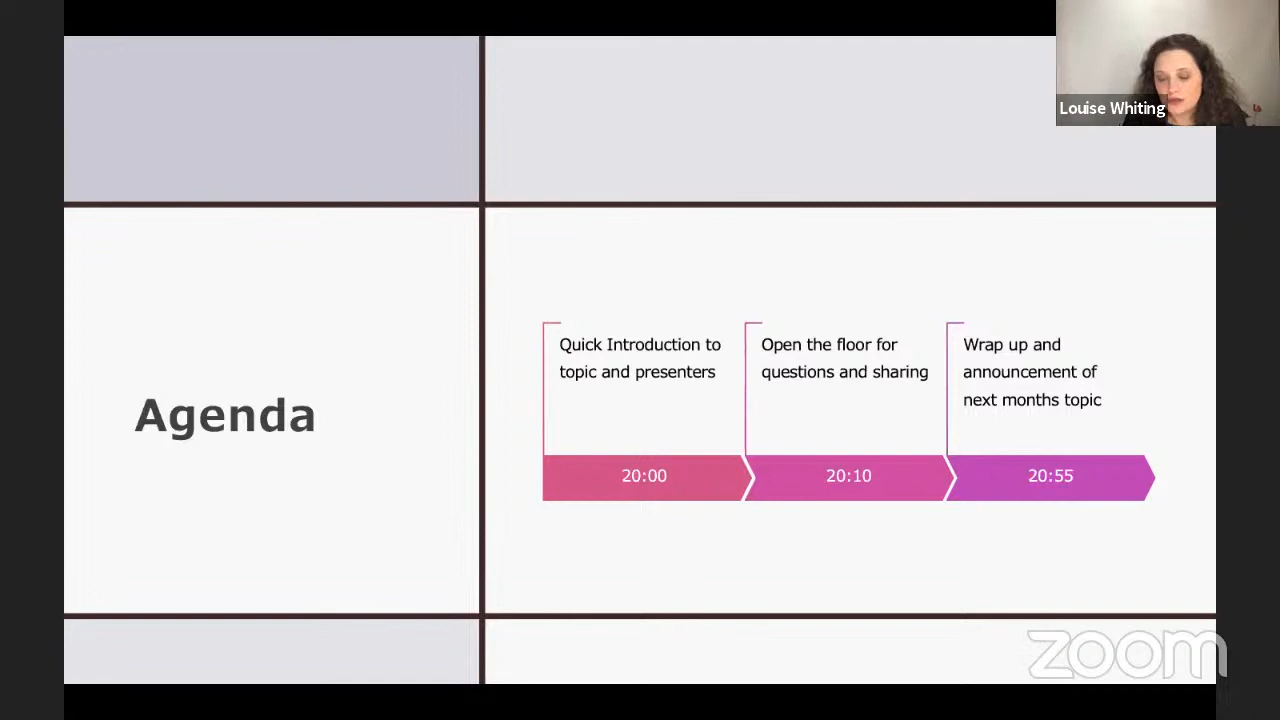 Louise Whiting
Agenda
Quick Introduction to
topic and presenters
Open the floor for
questions and sharing
Wrap up and
announcement of
next months topic
20:00
20:10
20:55
zoom